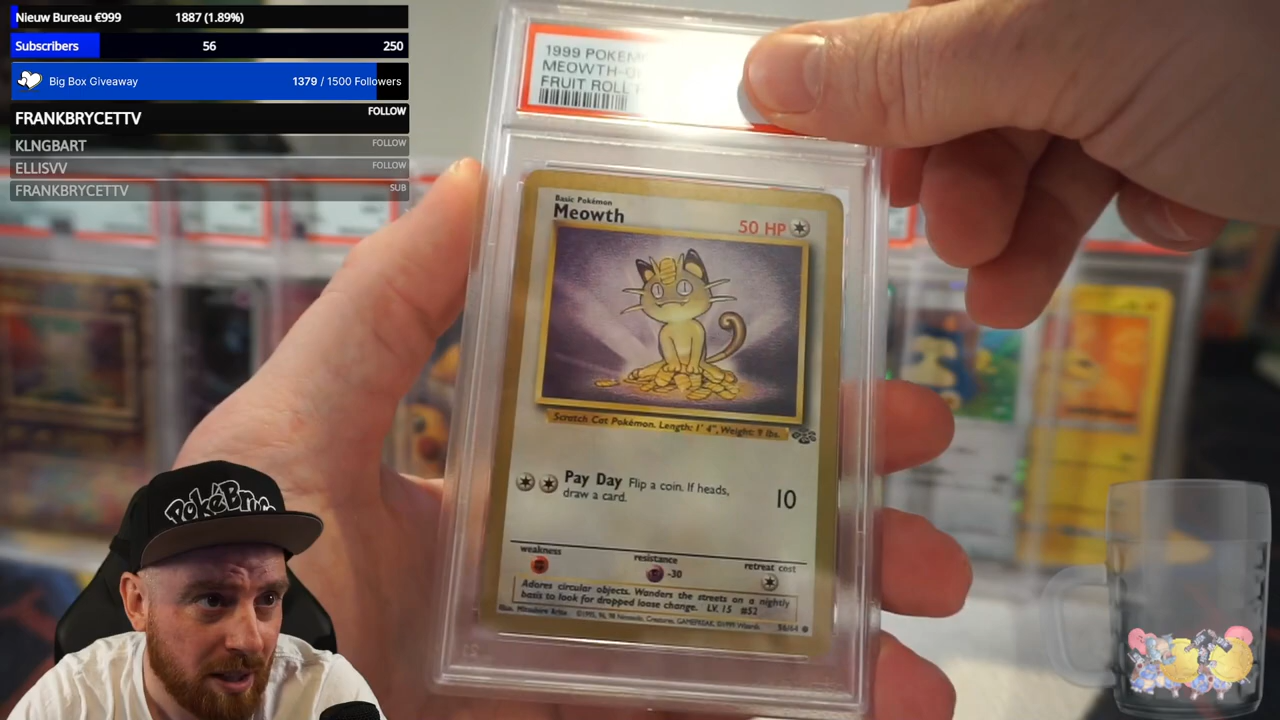 Nieuw Bureau €999 1887 (1.89%)
Subscribers 56 250
Big Box Giveaway 1379 / 1500 Followers
FRANKBRYCETTV FOLLOW
KLNGBART FOLLOW
ELLISVV FOLLOW
FRANKBRYCETTV SUB
1999 POKEM
MEOWTH-
FRUIT ROLL
Basic Pokémon
Meowth
50 HP
Scratch Cat Pokémon. Length: 1' 4", Weight: 9 lbs.
Pay Day Flip a coin. If heads,
draw a card.
10
weakness resistance retreat cost
-30
Adores circular objects. Wanders the streets on a nightly
basis to look for dropped loose change. LV. 15 #52
Illus. Mitsuhiro Arita ©1995, 96, 98 Nintendo, Creatures, GAMEFREAK. ©1999 Wizards. 56/64
PokéBric